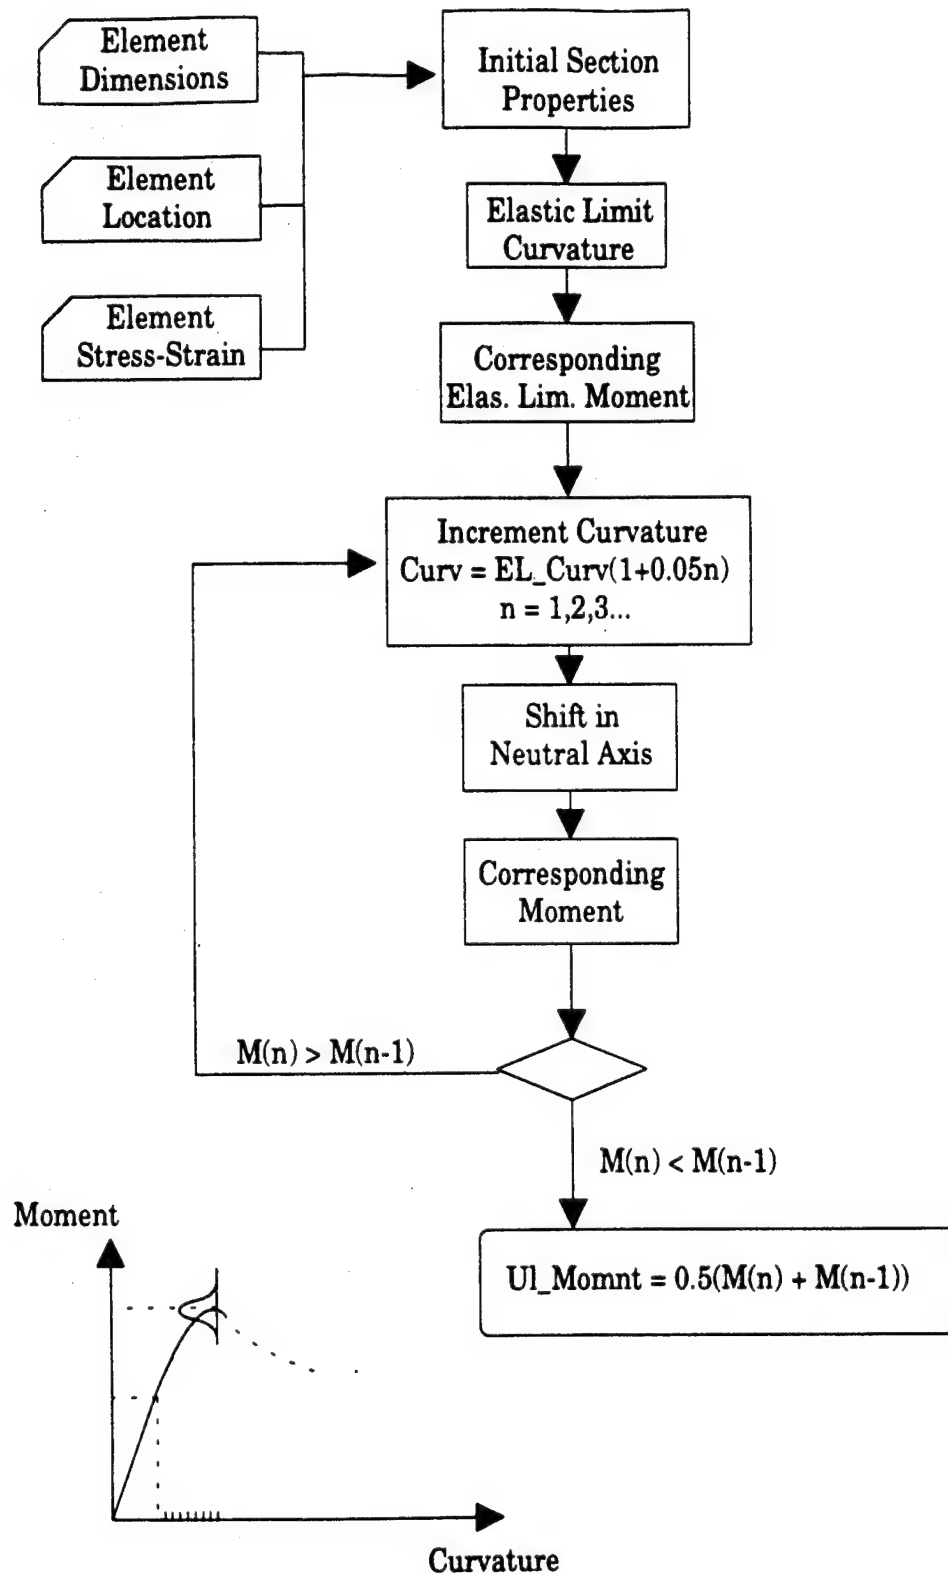 Element
Dimensions
Element
Location
Element
Stress-Strain
Initial Section
Properties
Elastic Limit
Curvature
Corresponding
Elas. Lim. Moment
Increment Curvature
Curv = EL_Curv(1+0.05n)
n = 1,2,3...
Shift in
Neutral Axis
Corresponding
Moment
M(n) > M(n-1)
M(n) < M(n-1)
Ul_Momnt = 0.5(M(n) + M(n-1))
Moment
Curvature